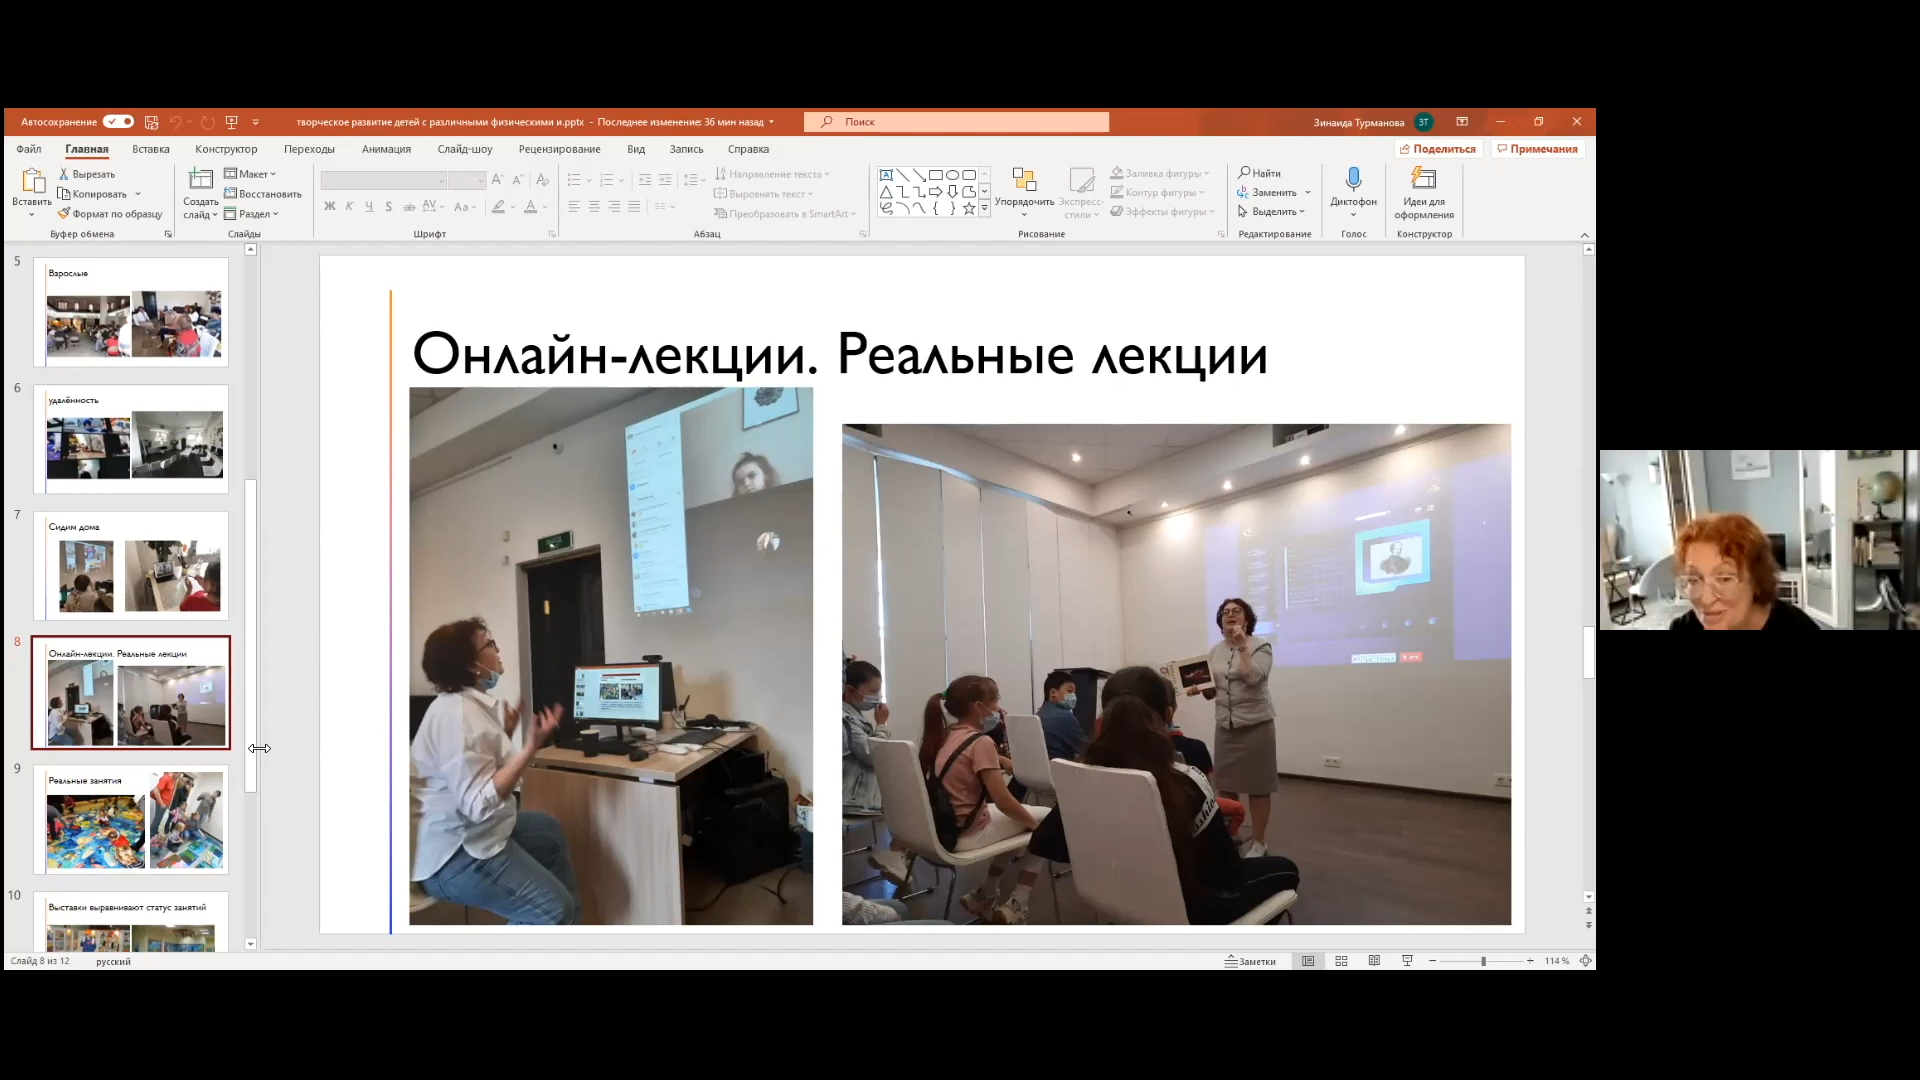 Автосохранение
творческое развитие детей с различными физическими и.pptx - Последнее изменение: 36 мин назад
Поиск
Зинаида Турманова ЗТ
Файл Главная Вставка Конструктор Переходы Анимация Слайд-шоу Рецензирование Вид Запись Справка
Поделиться Примечания
Вставить
Вырезать
Копировать
Формат по образцу
Буфер обмена
Создать слайд
Макет
Восстановить
Раздел
Слайды
Ж К Ч S ab AV Aa A
Шрифт
Направление текста
Выровнять текст
Преобразовать в SmartArt
Абзац
Упорядочить
Экспресс-стили
Заливка фигуры
Контур фигуры
Эффекты фигуры
Рисование
Найти
Заменить
Выделить
Редактирование
Диктофон
Голос
Идеи для оформления
Конструктор
5
Взрослые
6
удалённость
7
Сидим дома
8
Онлайн-лекции. Реальные лекции
9
Реальные занятия
10
Выставки выравнивают статус занятий
Онлайн-лекции. Реальные лекции
Слайд 8 из 12 русский
Заметки
114 %